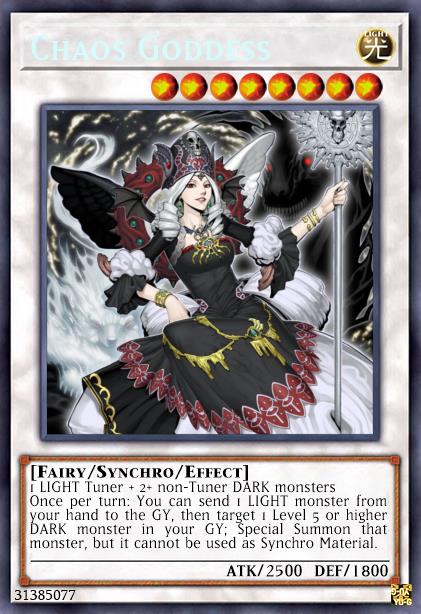 Chaos Goddess
LIGHT
光
[Fairy/Synchro/Effect]
1 LIGHT Tuner + 2+ non-Tuner DARK monsters
Once per turn: You can send 1 LIGHT monster from
your hand to the GY, then target 1 Level 5 or higher
DARK monster in your GY; Special Summon that
monster, but it cannot be used as Synchro Material.
ATK/2500 DEF/1800
31385077